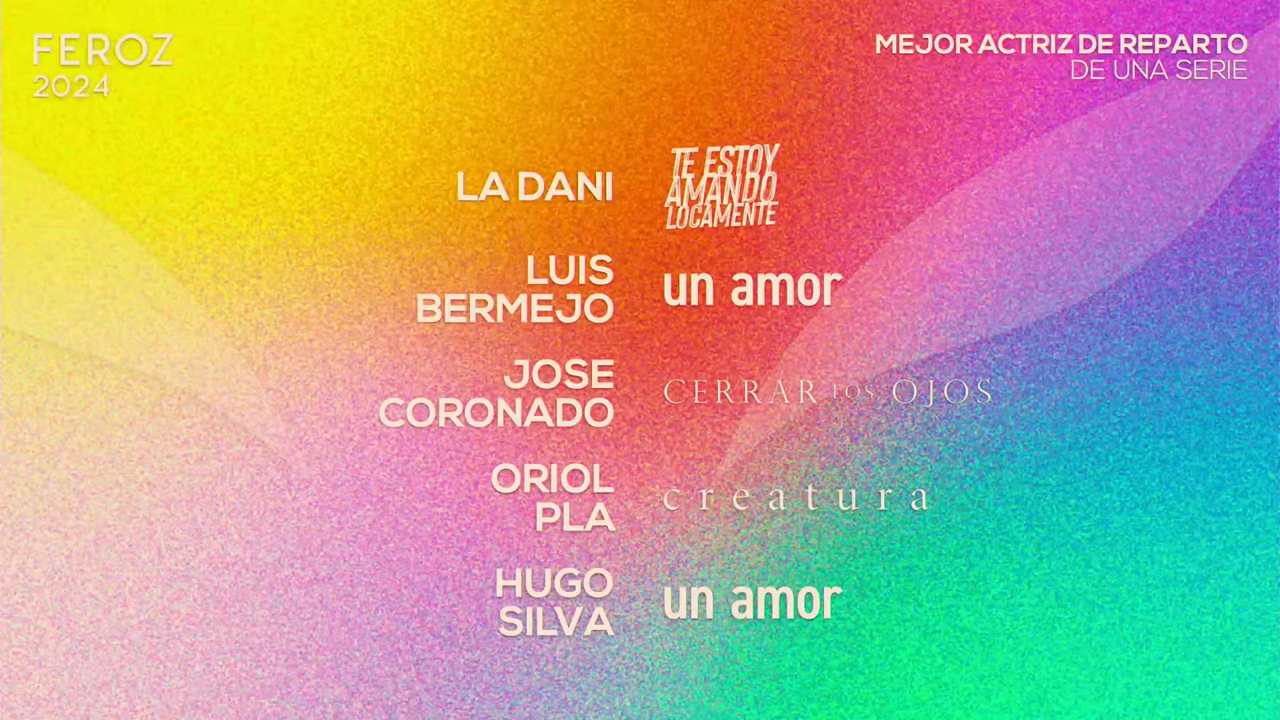 FEROZ
2024
MEJOR ACTRIZ DE REPARTO
DE UNA SERIE
LA DANI
TE ESTOY
AMANDO
LOCAMENTE
LUIS
BERMEJO
un amor
JOSE
CORONADO
CERRAR LOS OJOS
ORIOL
PLA
creatura
HUGO
SILVA
un amor